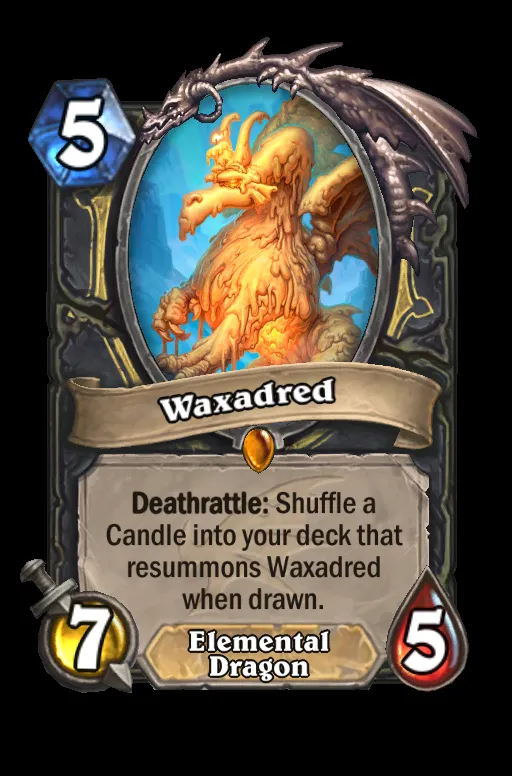 5
Waxadred
Deathrattle: Shuffle a
Candle into your deck that
resummons Waxadred
when drawn.
7
Elemental
Dragon
5